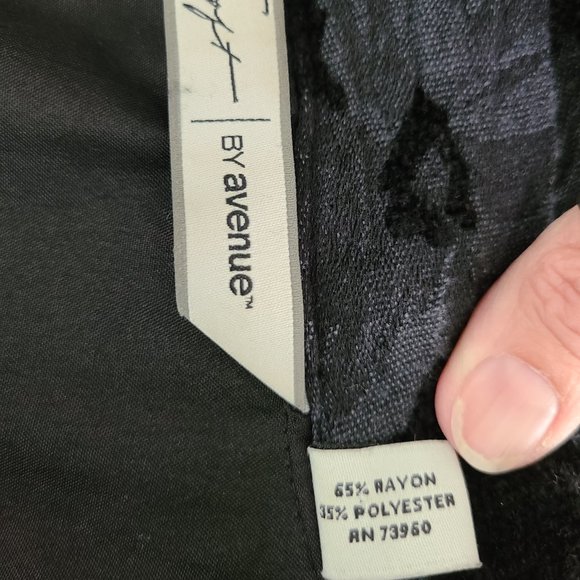 BY avenue™
65% RAYON
35% POLYESTER
RN 73960